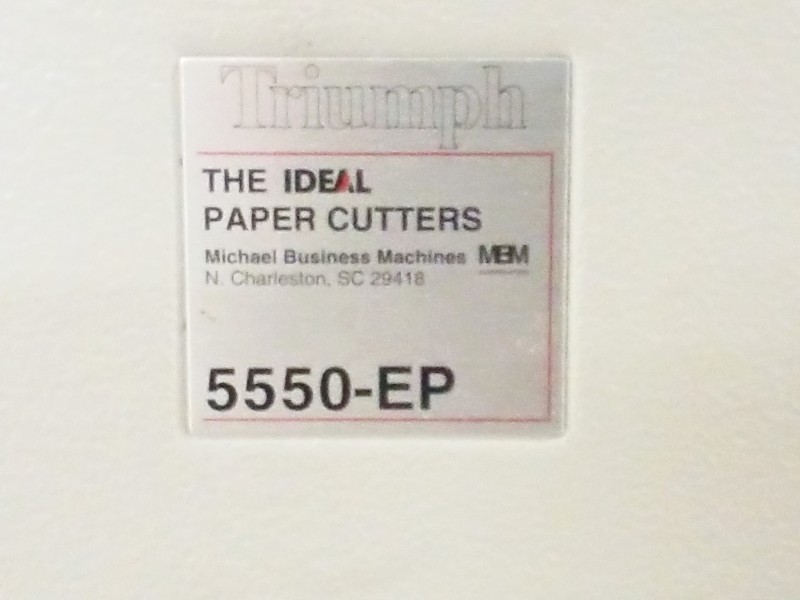 Triumph
THE IDEAL
PAPER CUTTERS
Michael Business Machines MBM
N. Charleston, SC 29418
5550-EP